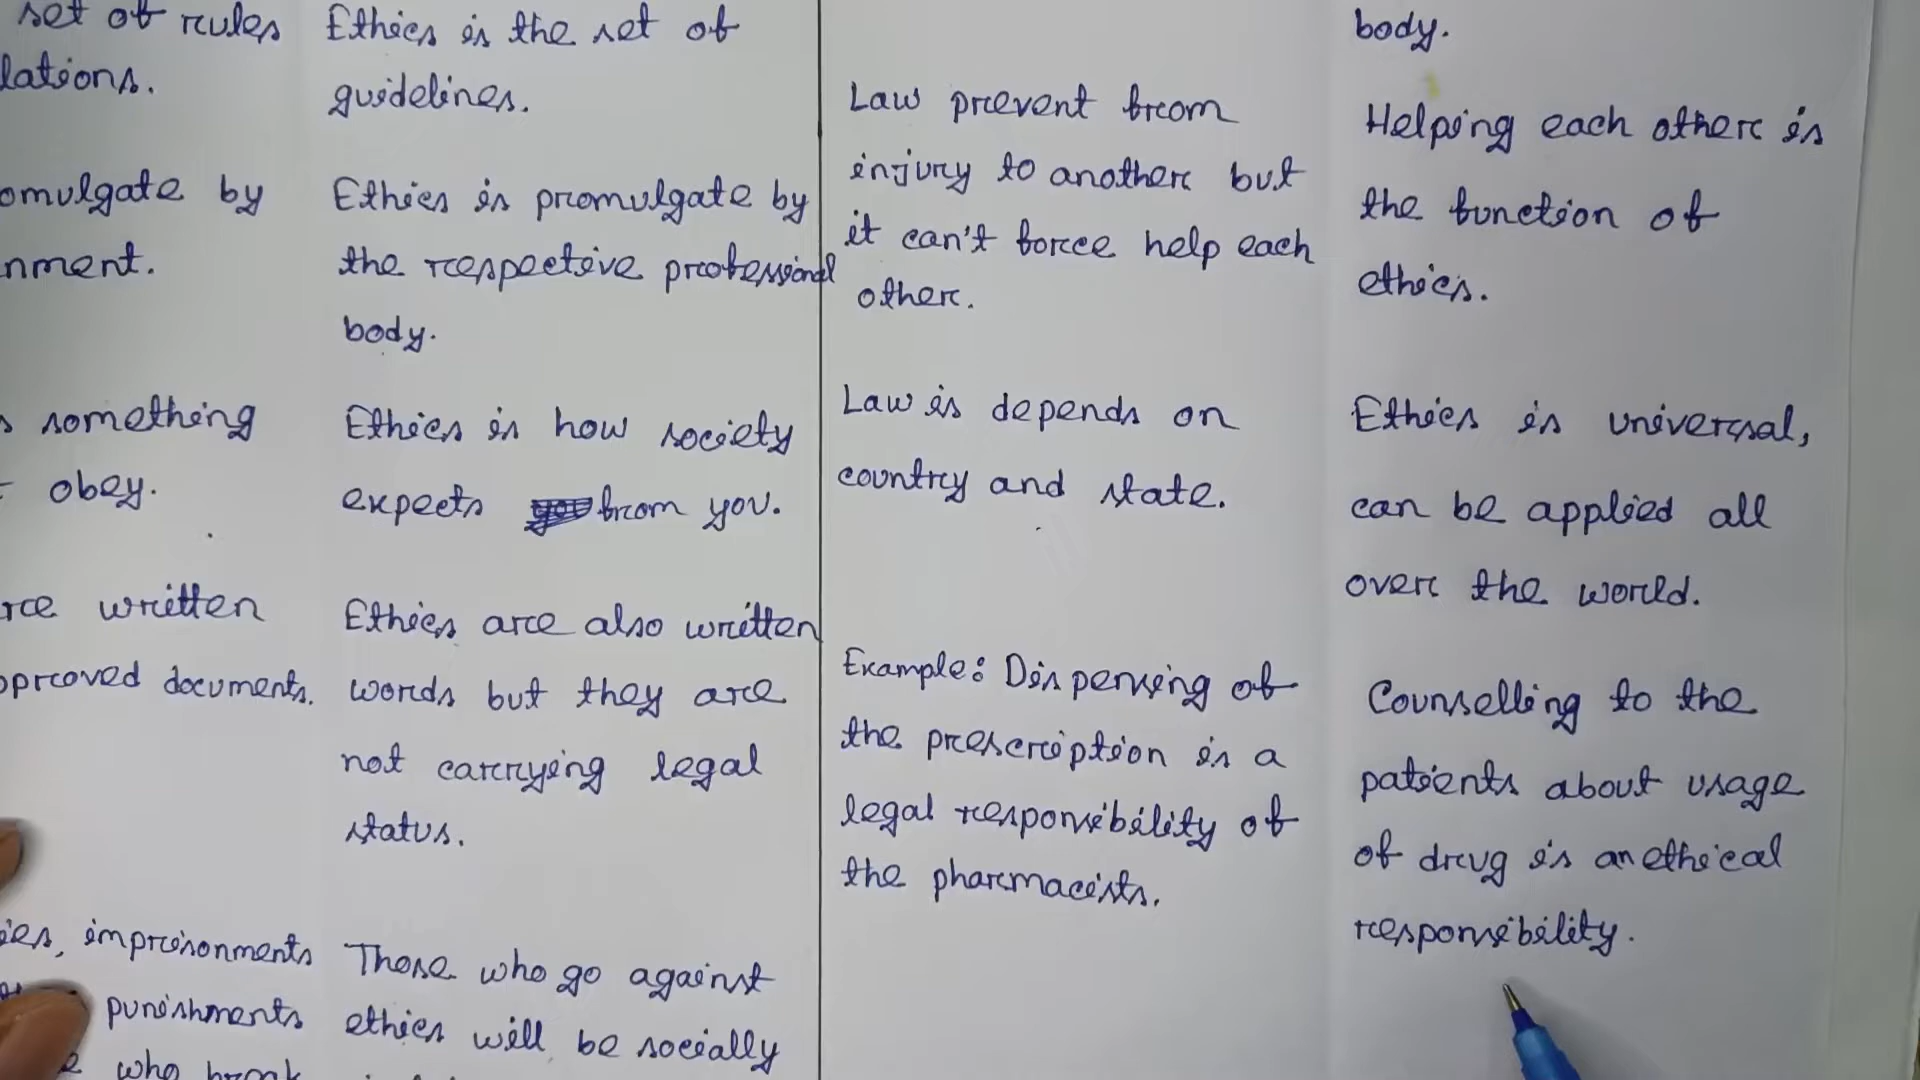 set of rules
lations.
omulgate by
nment.
something
obey.
written
documents.
imprisonments
punishments
who
Ethics is the set of
guidelines.
Ethics is promulgate by
the respective professional
body.
Ethics is how society
expects from you.
Ethics are also written
words but they are
not carrying legal
status.
Those who go against
ethics will be socially
Law prevent from
injury to another but
it can't force help each
other.
Law is depends on
country and state.
Example: Dispensing of
the prescription is a
legal responsibility of
the pharmacists.
body.
Helping each other is
the function of
ethics.
Ethics is universal,
can be applied all
over the world.
Counselling to the
patients about usage
of drug is an ethical
responsibility.